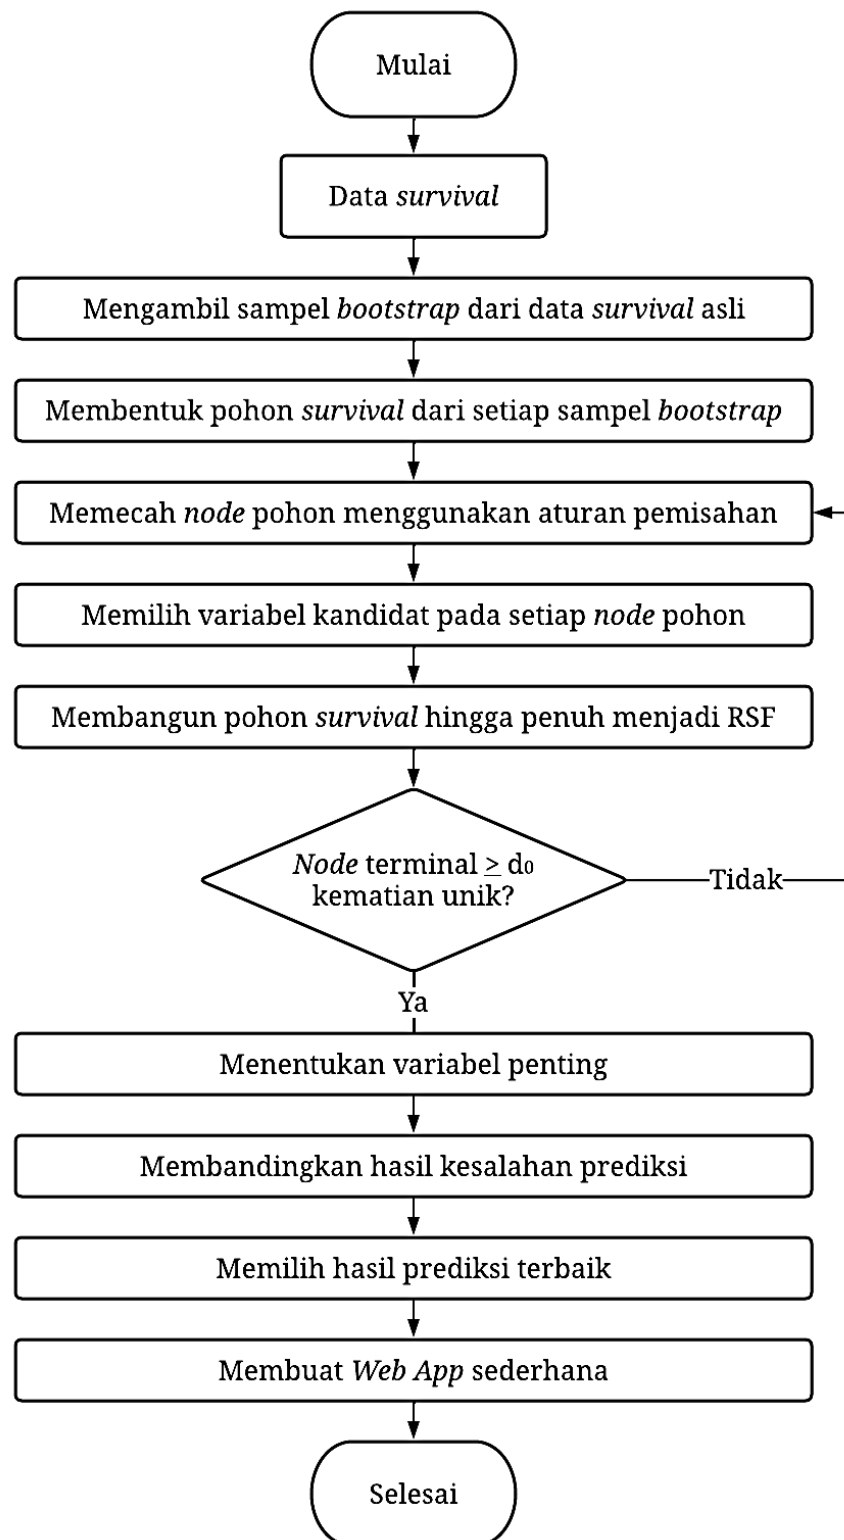 Mulai
Data survival
Mengambil sampel bootstrap dari data survival asli
Membentuk pohon survival dari setiap sampel bootstrap
Memecah node pohon menggunakan aturan pemisahan
Memilih variabel kandidat pada setiap node pohon
Membangun pohon survival hingga penuh menjadi RSF
Node terminal ≥ d₀
kematian unik?
Tidak
Ya
Menentukan variabel penting
Membandingkan hasil kesalahan prediksi
Memilih hasil prediksi terbaik
Membuat Web App sederhana
Selesai